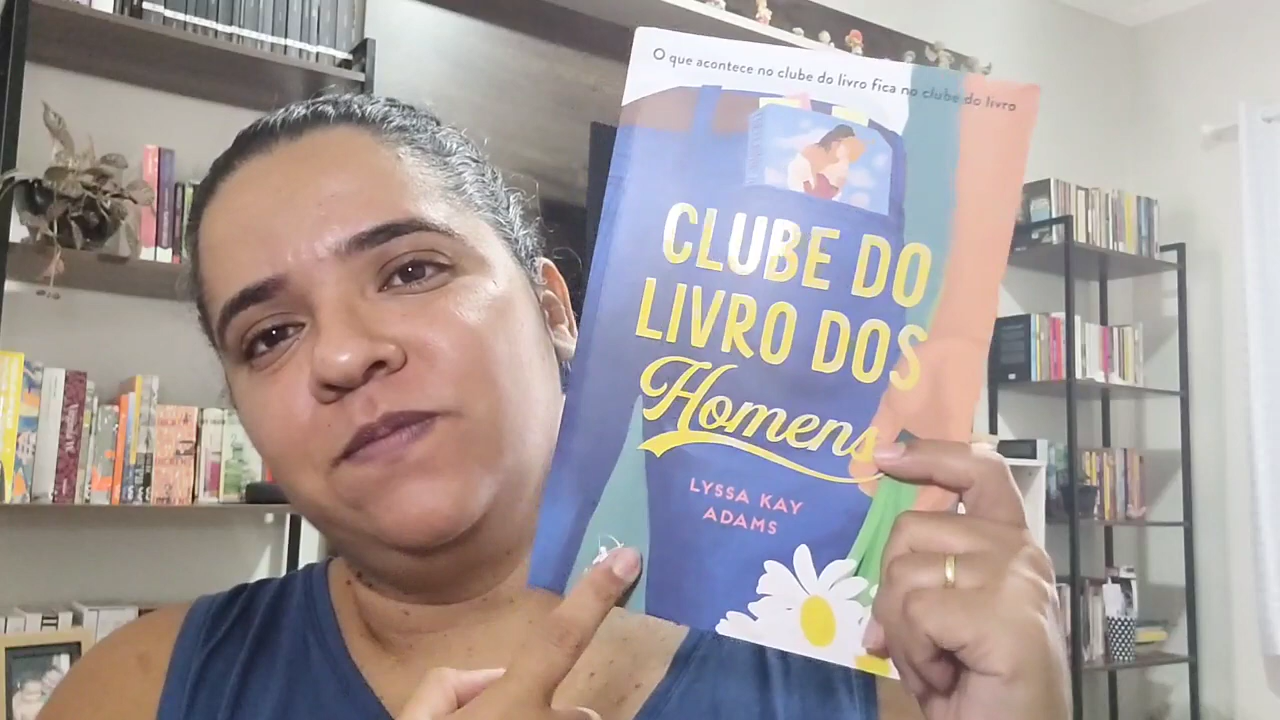 O que acontece no clube do livro fica no clube do livro
CLUBE DO
LIVRO DOS
Homens
LYSSA KAY
ADAMS